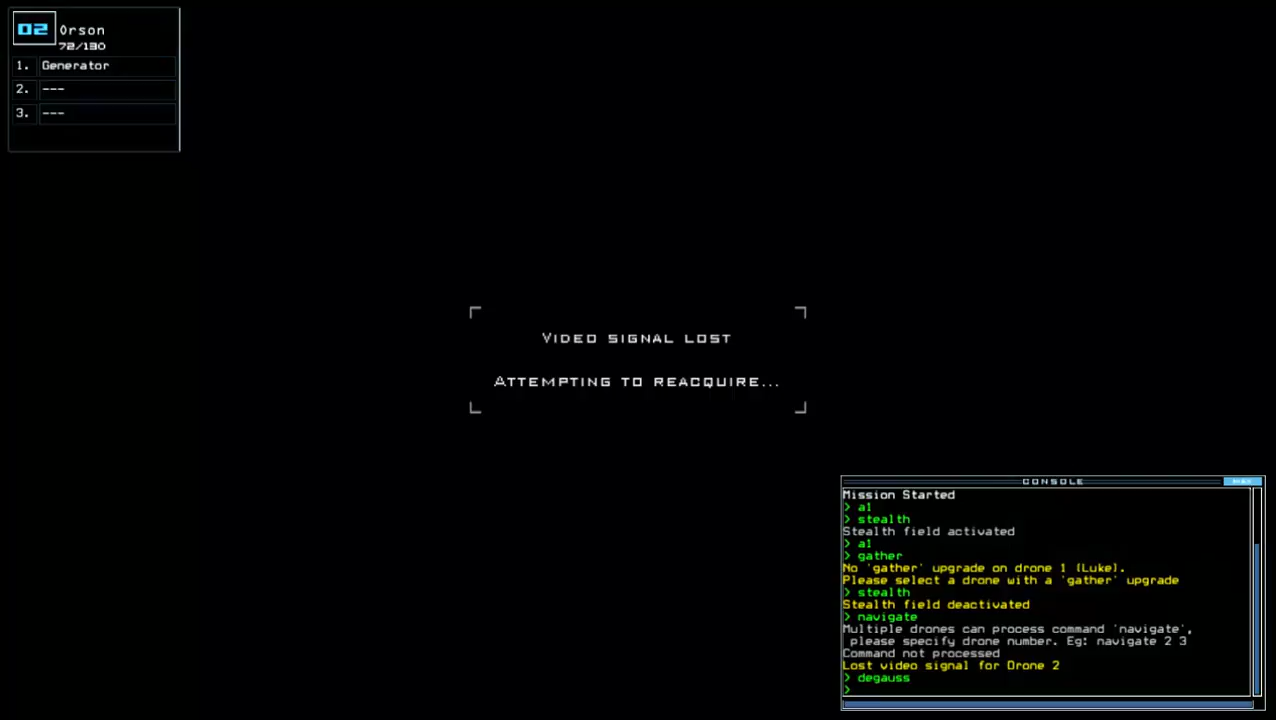 02 Orson
72/130
1. Generator
2. ---
3. ---
VIDEO SIGNAL LOST
ATTEMPTING TO REACQUIRE...
CONSOLE
Mission Started
> a1
> stealth
Stealth field activated
> a1
> gather
No 'gather' upgrade on drone 1 (Luke).
Please select a drone with a 'gather' upgrade
> stealth
Stealth field deactivated
> navigate
Multiple drones can process command 'navigate',
please specify drone number. Eg: navigate 2 3
Command not processed
Lost video signal for Drone 2
> degauss
>